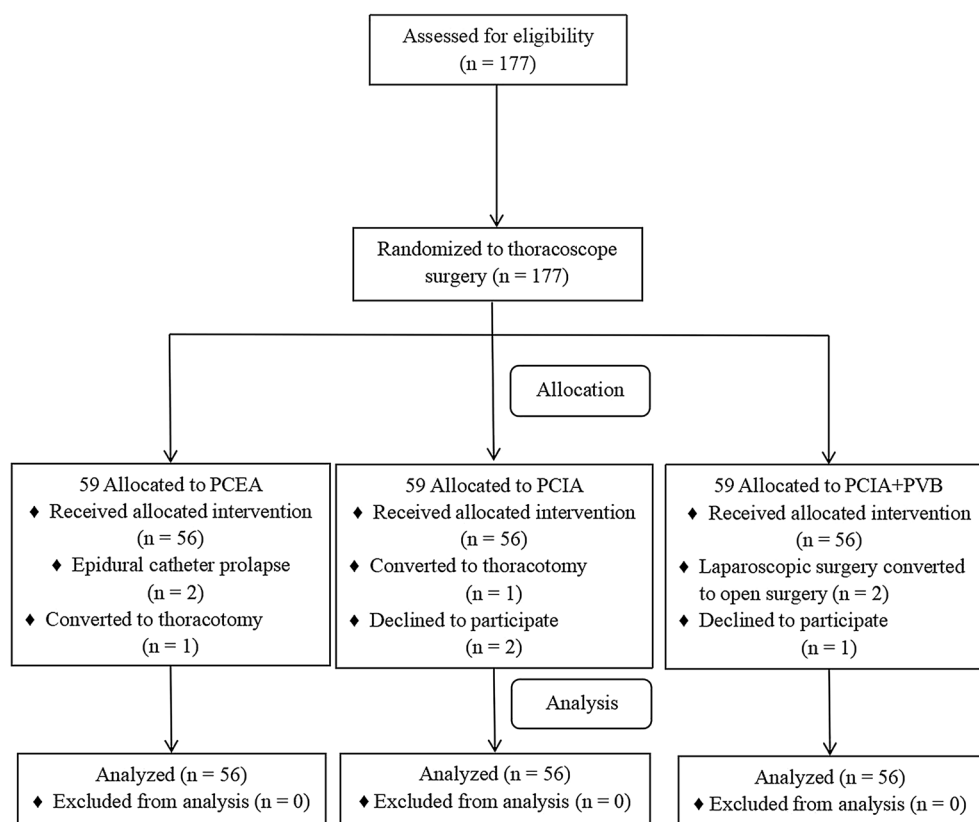 Assessed for eligibility
(n = 177)
Randomized to thoracoscope
surgery (n = 177)
Allocation
59 Allocated to PCEA
♦ Received allocated intervention
(n = 56)
♦ Epidural catheter prolapse
(n = 2)
♦ Converted to thoracotomy
(n = 1)
59 Allocated to PCIA
♦ Received allocated intervention
(n = 56)
♦ Converted to thoracotomy
(n = 1)
♦ Declined to participate
(n = 2)
59 Allocated to PCIA+PVB
♦ Received allocated intervention
(n = 56)
♦ Laparoscopic surgery converted
to open surgery (n = 2)
♦ Declined to participate
(n = 1)
Analysis
Analyzed (n = 56)
♦ Excluded from analysis (n = 0)
Analyzed (n = 56)
♦ Excluded from analysis (n = 0)
Analyzed (n = 56)
♦ Excluded from analysis (n = 0)